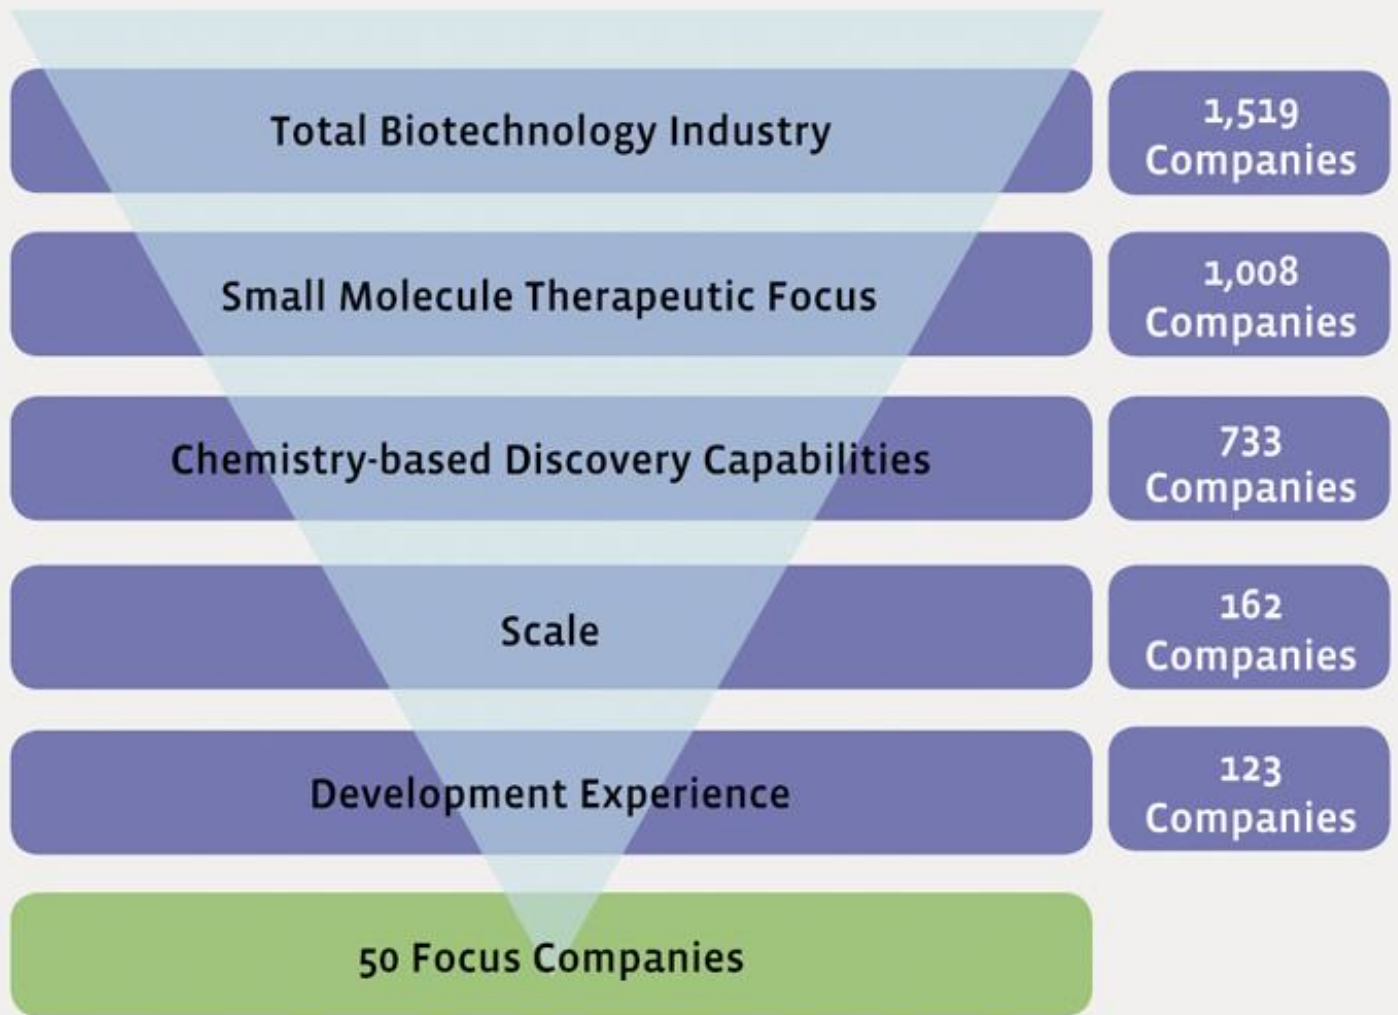 Total Biotechnology Industry
1,519
Companies
Small Molecule Therapeutic Focus
1,008
Companies
Chemistry-based Discovery Capabilities
733
Companies
Scale
162
Companies
Development Experience
123
Companies
50 Focus Companies